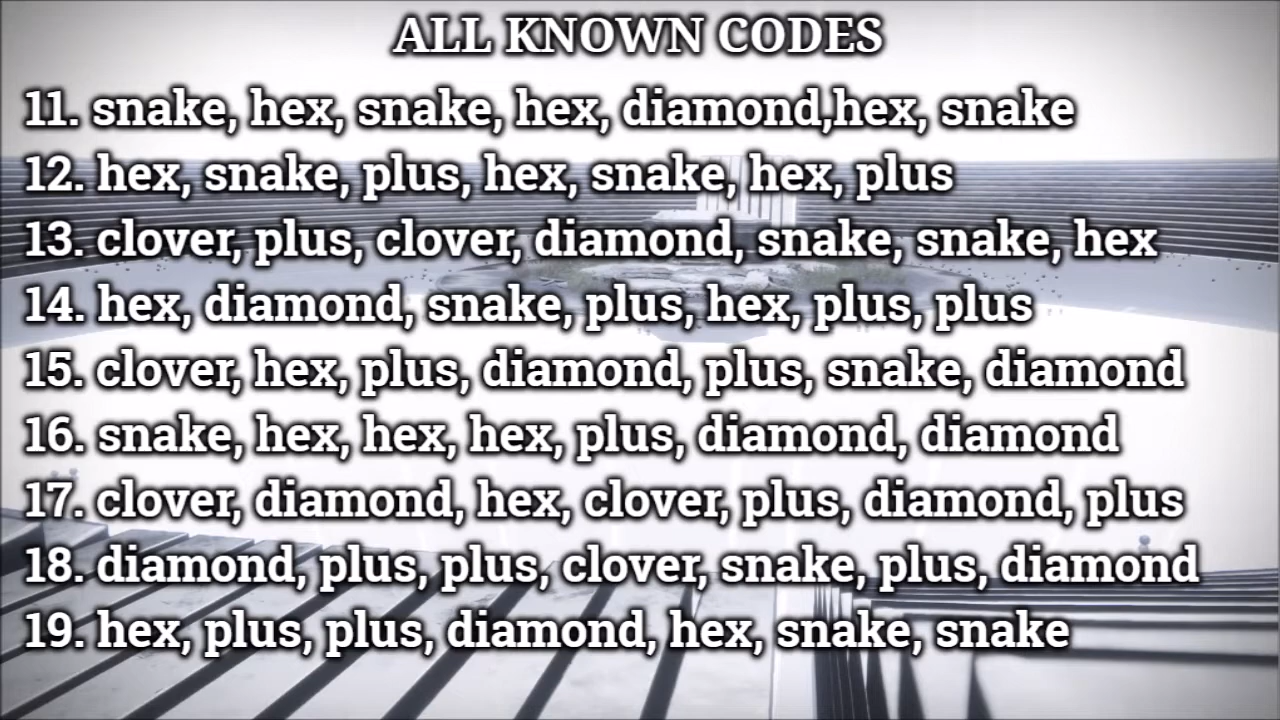 ALL KNOWN CODES
11. snake, hex, snake, hex, diamond,hex, snake
12. hex, snake, plus, hex, snake, hex, plus
13. clover, plus, clover, diamond, snake, snake, hex
14. hex, diamond, snake, plus, hex, plus, plus
15. clover, hex, plus, diamond, plus, snake, diamond
16. snake, hex, hex, hex, plus, diamond, diamond
17. clover, diamond, hex, clover, plus, diamond, plus
18. diamond, plus, plus, clover, snake, plus, diamond
19. hex, plus, plus, diamond, hex, snake, snake